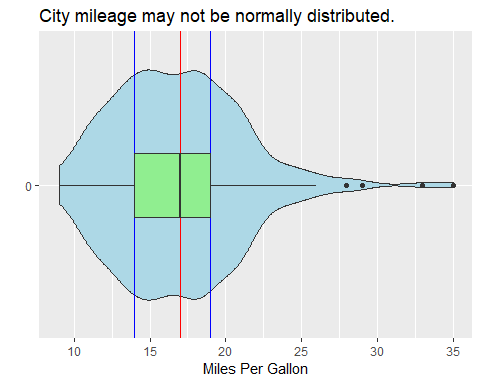 City mileage may not be normally distributed.
0
10 15 20 25 30 35
Miles Per Gallon